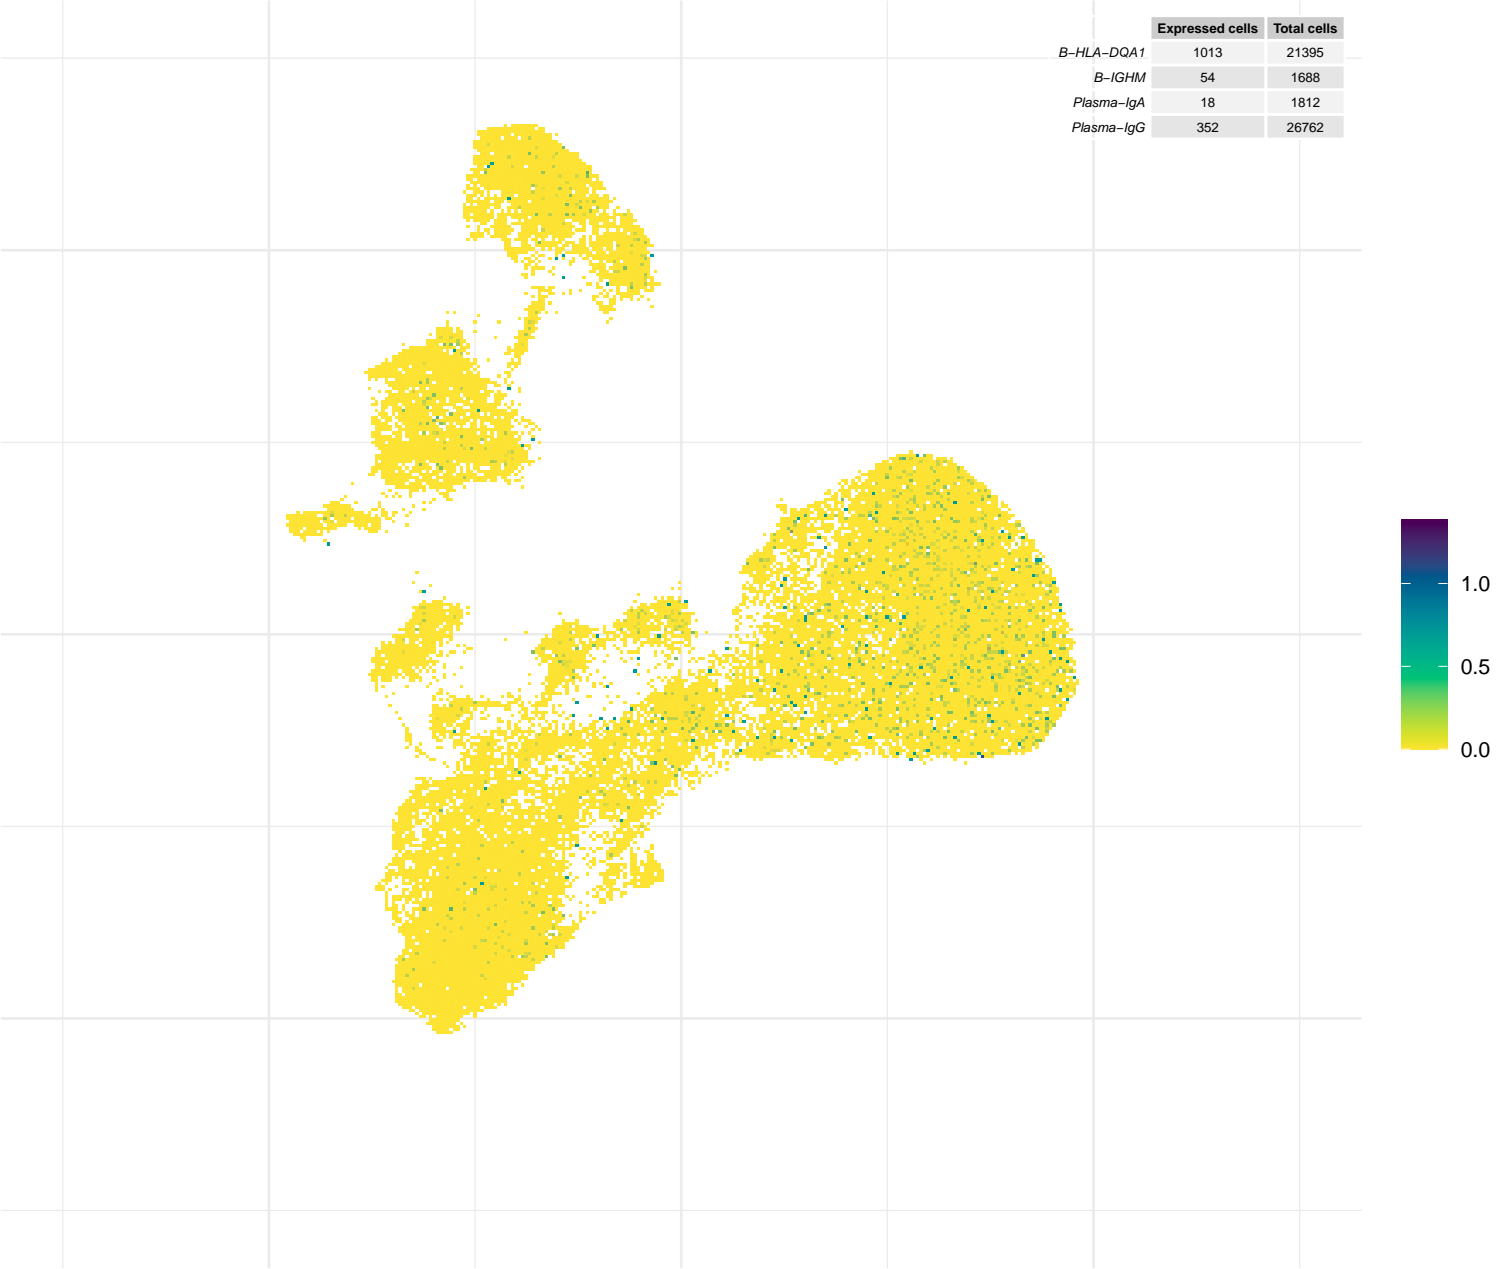 Expressed cells Total cells
B−HLA−DQA1 1013 21395
B−IGHM 54 1688
Plasma−IgA 18 1812
Plasma−IgG 352 26762
1.0
0.5
0.0